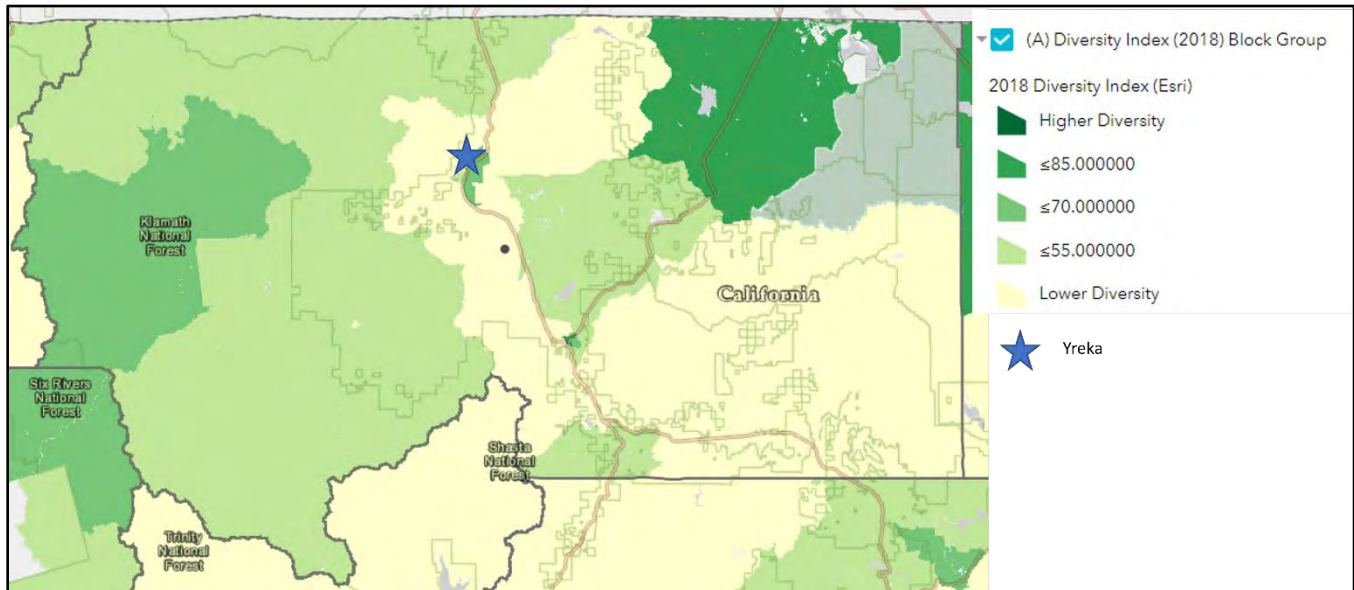 (A) Diversity Index (2018) Block Group
2018 Diversity Index (Esri)
Higher Diversity
≤85.000000
≤70.000000
≤55.000000
Lower Diversity
Yreka
Klamath
National
Forest
California
Six Rivers
National
Forest
Shasta
National
Forest
Trinity
National
Forest